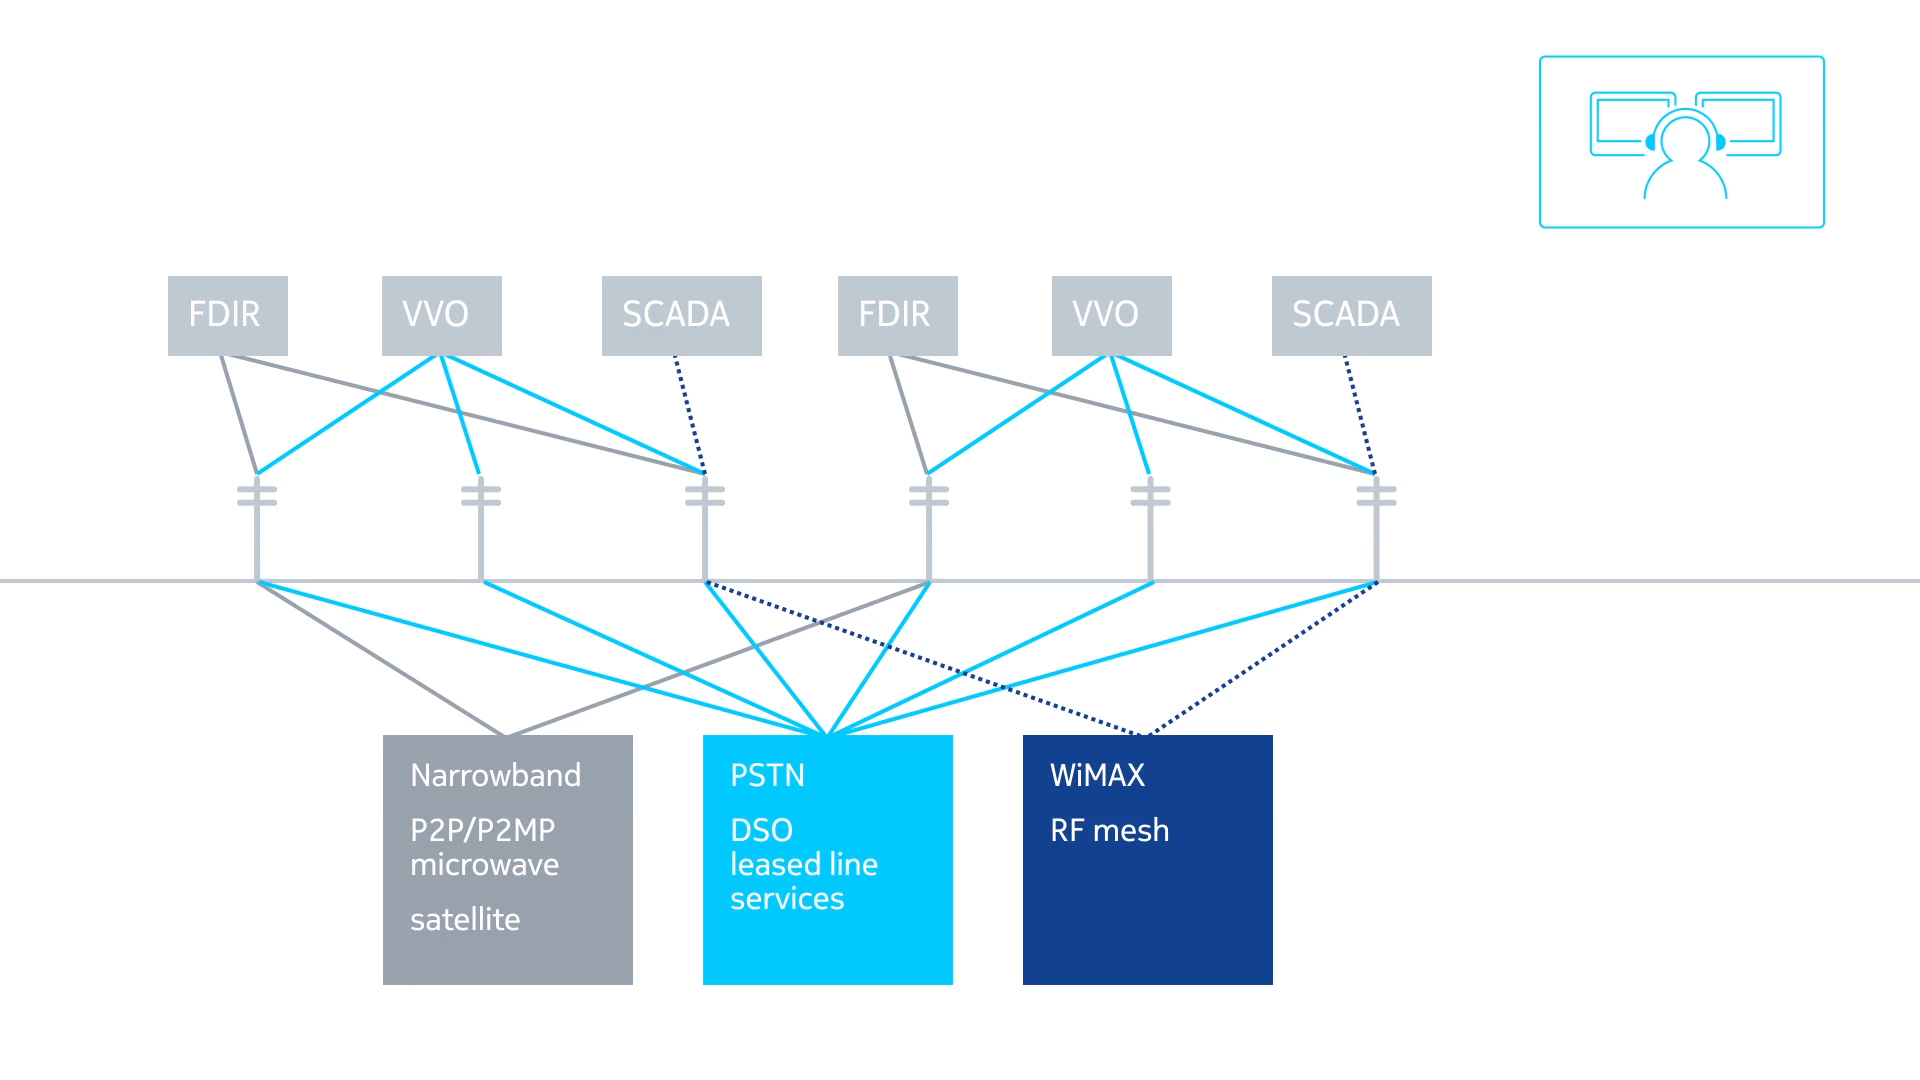 FDIR
VVO
SCADA
FDIR
VVO
SCADA
Narrowband
P2P/P2MP
microwave
satellite
PSTN
DSO
leased line
services
WiMAX
RF mesh